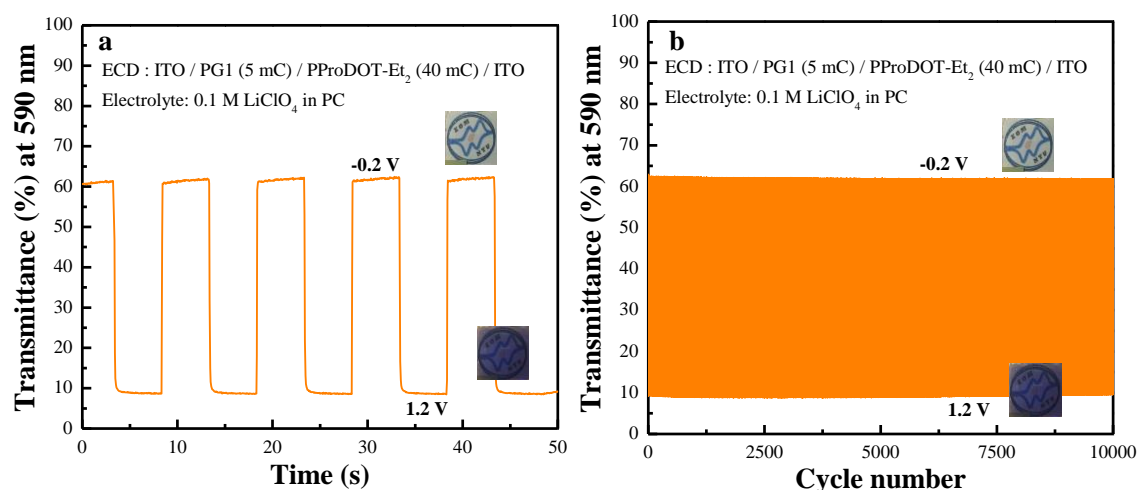 a
ECD : ITO / PG1 (5 mC) / PProDOT-Et₂ (40 mC) / ITO
Electrolyte: 0.1 M LiClO₄ in PC
-0.2 V
1.2 V
Transmittance (%) at 590 nm
100
90
80
70
60
50
40
30
20
10
0
0 10 20 30 40 50
Time (s)
b
ECD : ITO / PG1 (5 mC) / PProDOT-Et₂ (40 mC) / ITO
Electrolyte: 0.1 M LiClO₄ in PC
-0.2 V
1.2 V
Transmittance (%) at 590 nm
100
90
80
70
60
50
40
30
20
10
0
0 2500 5000 7500 10000
Cycle number